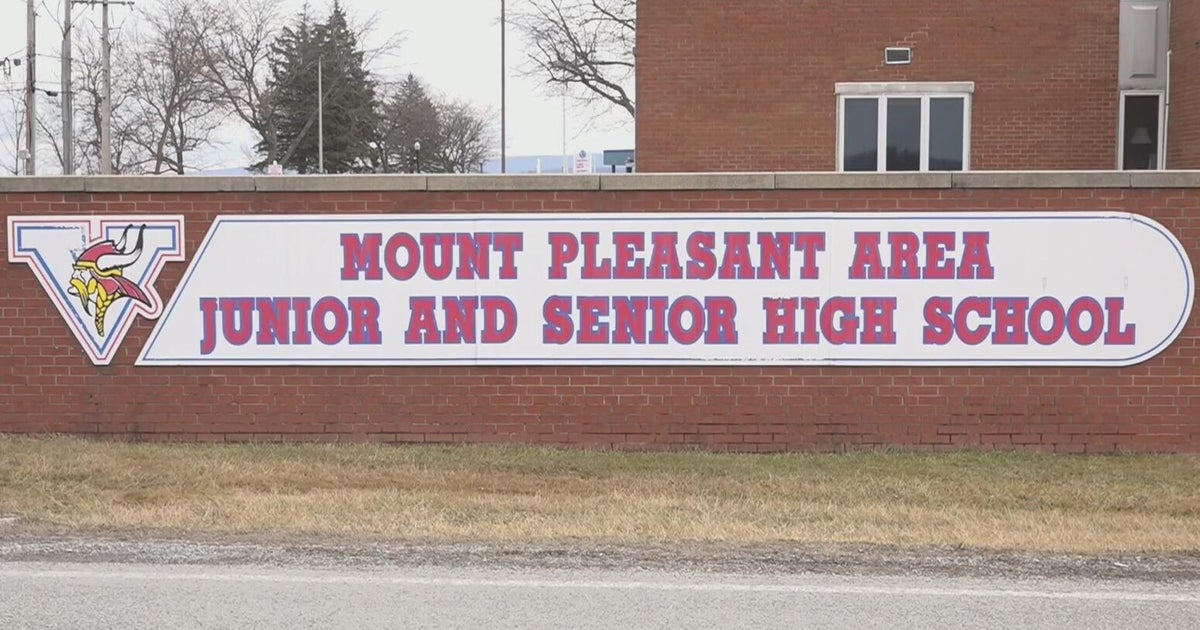 MOUNT PLEASANT AREA
JUNIOR AND SENIOR HIGH SCHOOL
V